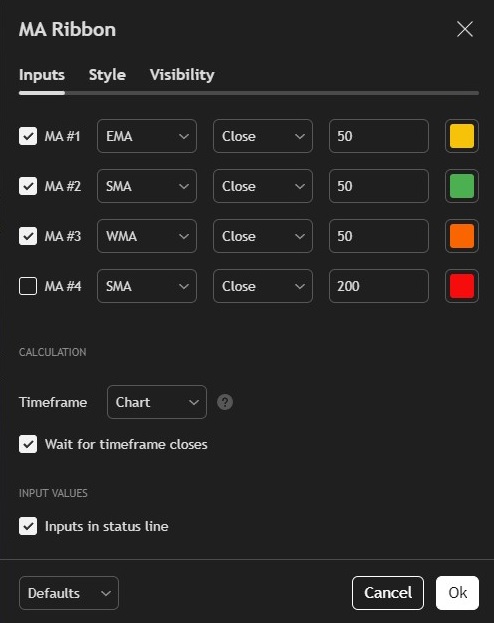 MA Ribbon
Inputs Style Visibility
MA #1 EMA Close 50
MA #2 SMA Close 50
MA #3 WMA Close 50
MA #4 SMA Close 200
CALCULATION
Timeframe Chart ?
Wait for timeframe closes
INPUT VALUES
Inputs in status line
Defaults Cancel Ok